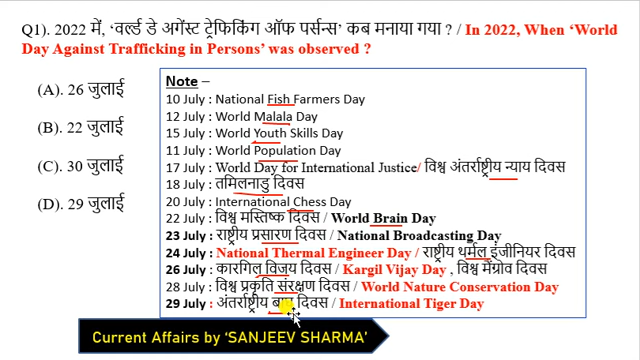 Q1). 2022 में, 'वर्ल्ड डे अगेंस्ट ट्रेफिकिंग ऑफ पर्सन्स' कब मनाया गया ? / In 2022, When 'World
Day Against Trafficking in Persons' was observed ?
(A). 26 जुलाई
(B). 22 जुलाई
(C). 30 जुलाई
(D). 29 जुलाई
Note –
10 July : National Fish Farmers Day
12 July : World Malala Day
15 July : World Youth Skills Day
11 July : World Population Day
17 July : World Day for International Justice/ विश्व अंतर्राष्ट्रीय न्याय दिवस
18 July : तमिलनाडु दिवस
20 July : International Chess Day
22 July : विश्व मस्तिष्क दिवस / World Brain Day
23 July : राष्ट्रीय प्रसारण दिवस / National Broadcasting Day
24 July : National Thermal Engineer Day / राष्ट्रीय थर्मल इंजीनियर दिवस
26 July : कारगिल विजय दिवस / Kargil Vijay Day , विश्व मेंग्रोव दिवस
28 July : विश्व प्रकृति संरक्षण दिवस / World Nature Conservation Day
29 July : अंतर्राष्ट्रीय दिवस / International Tiger Day
Current Affairs by 'SANJEEV SHARMA'